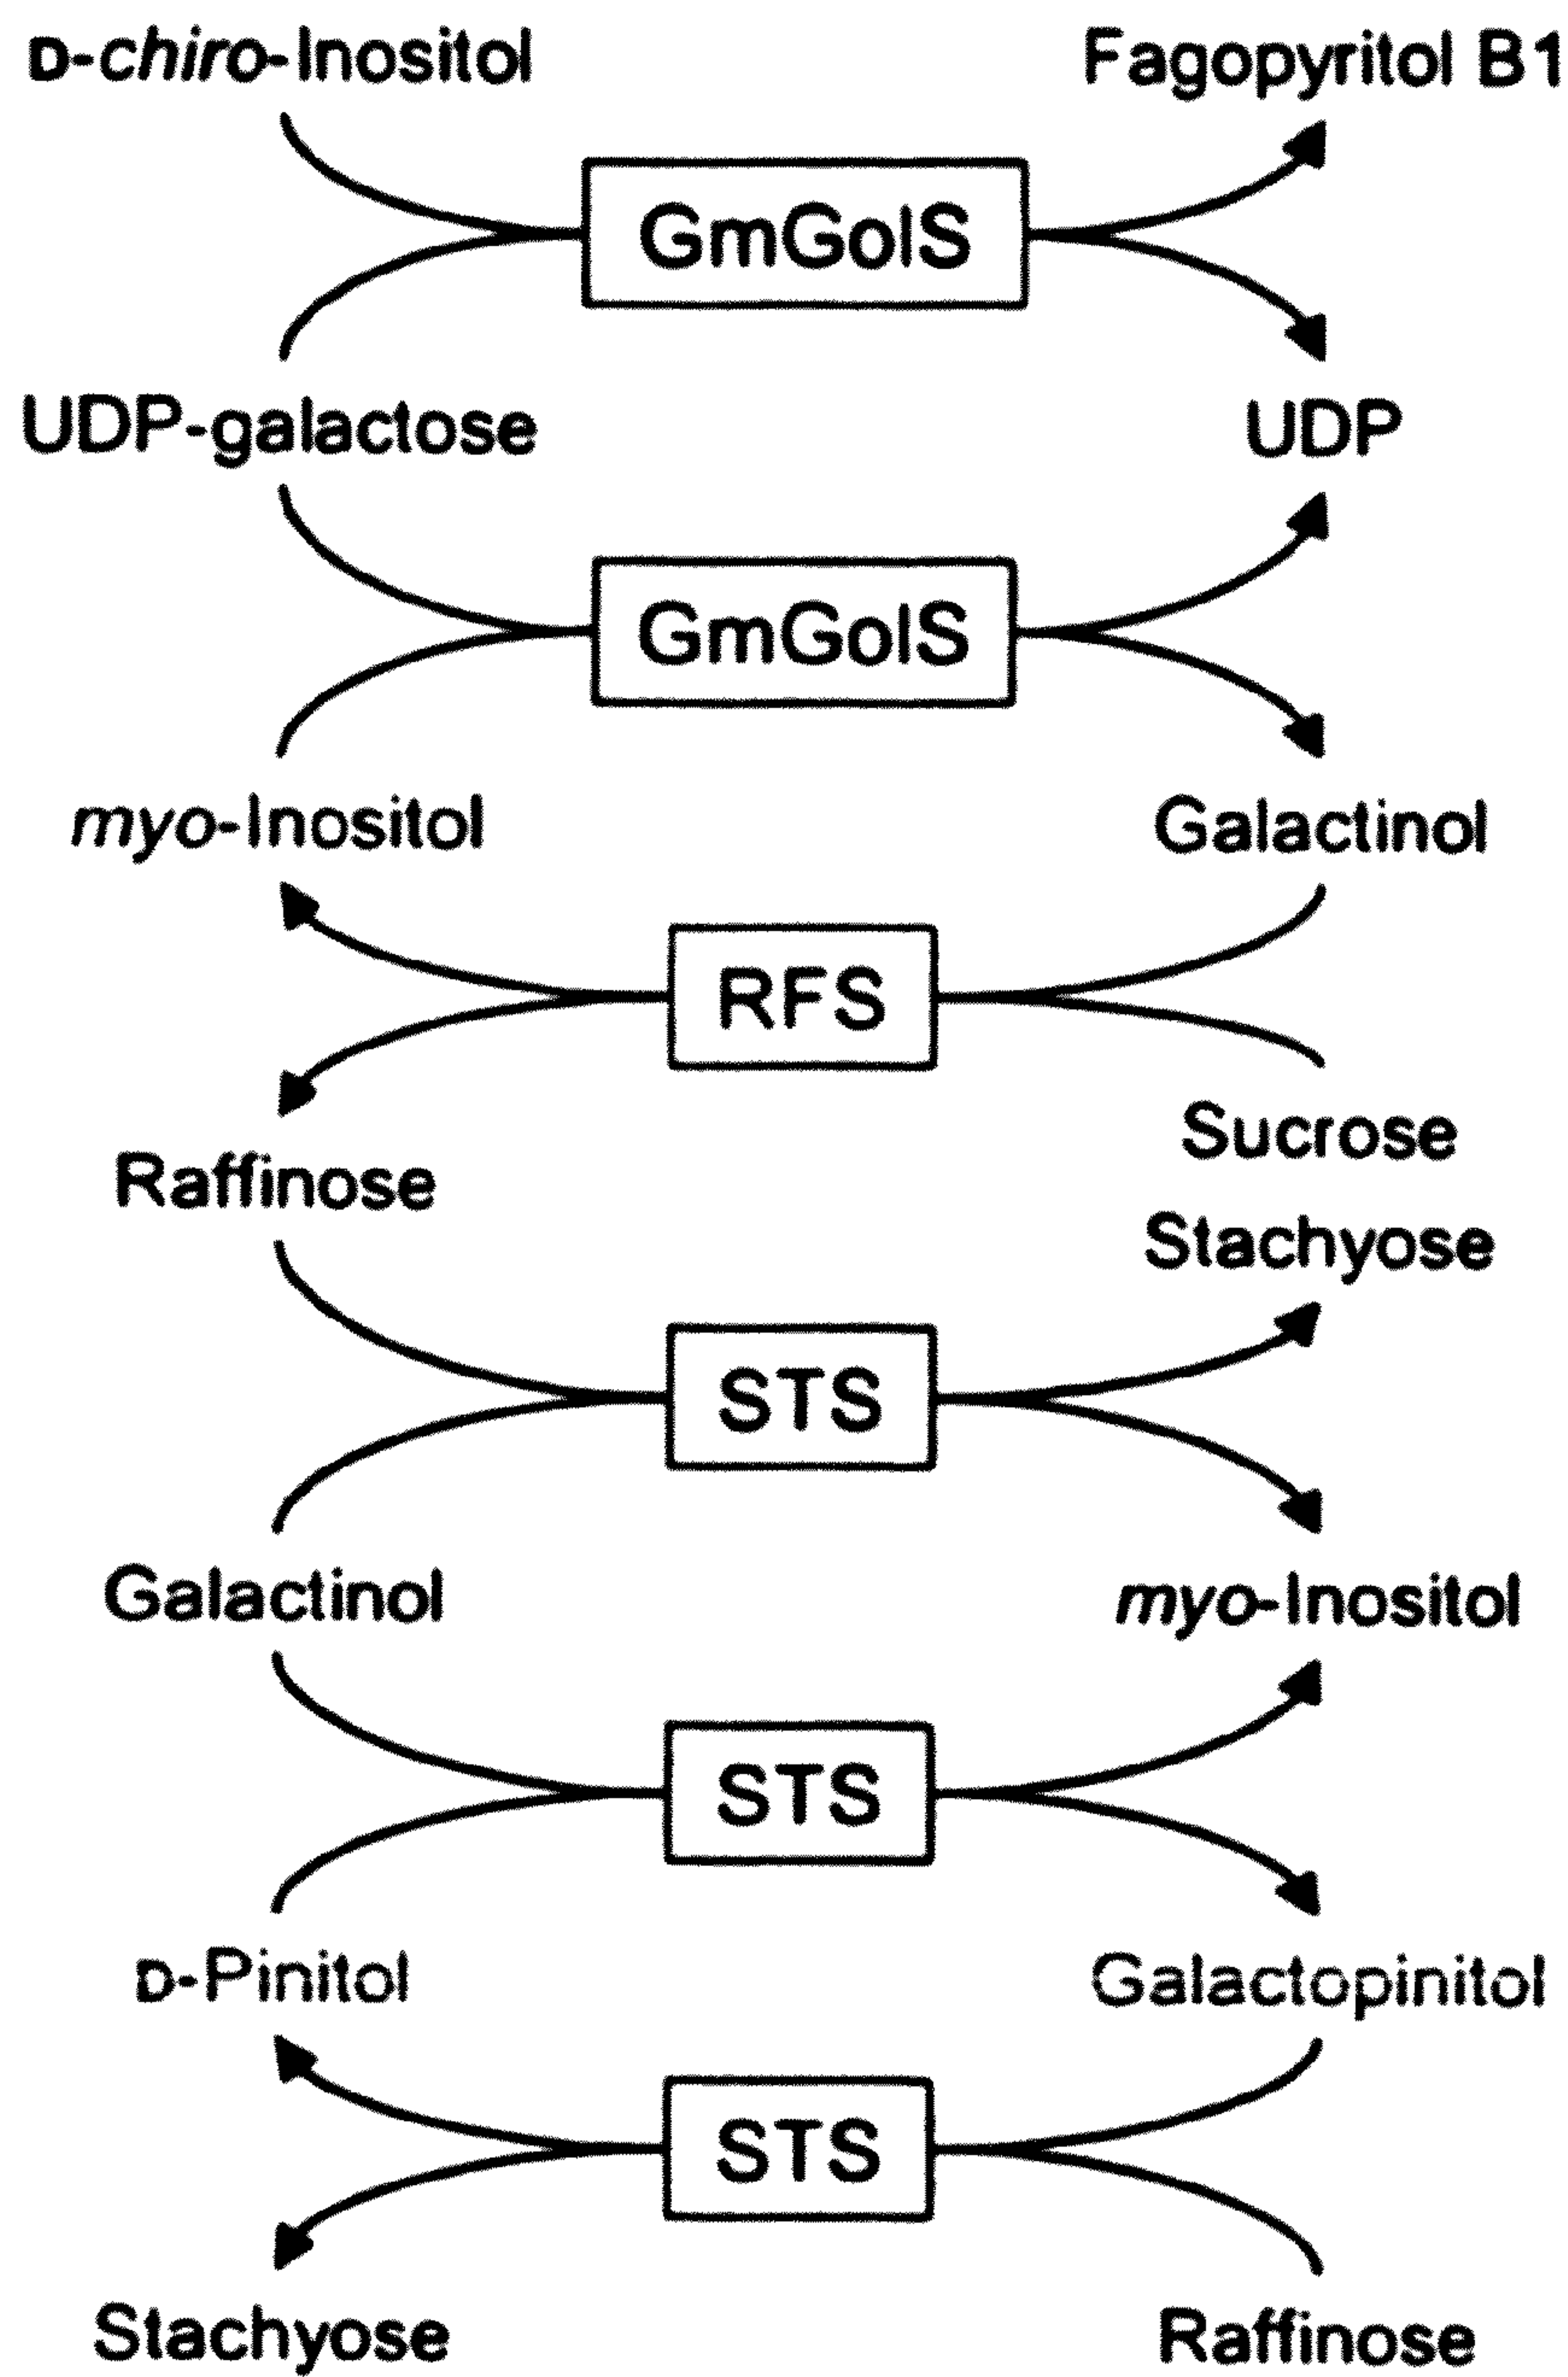 D-chiro-Inositol
Fagopyritol B1
GmGolS
UDP-galactose
UDP
GmGolS
myo-Inositol
Galactinol
RFS
Sucrose
Raffinose
Stachyose
STS
Galactinol
myo-Inositol
STS
D-Pinitol
Galactopinitol
STS
Stachyose
Raffinose